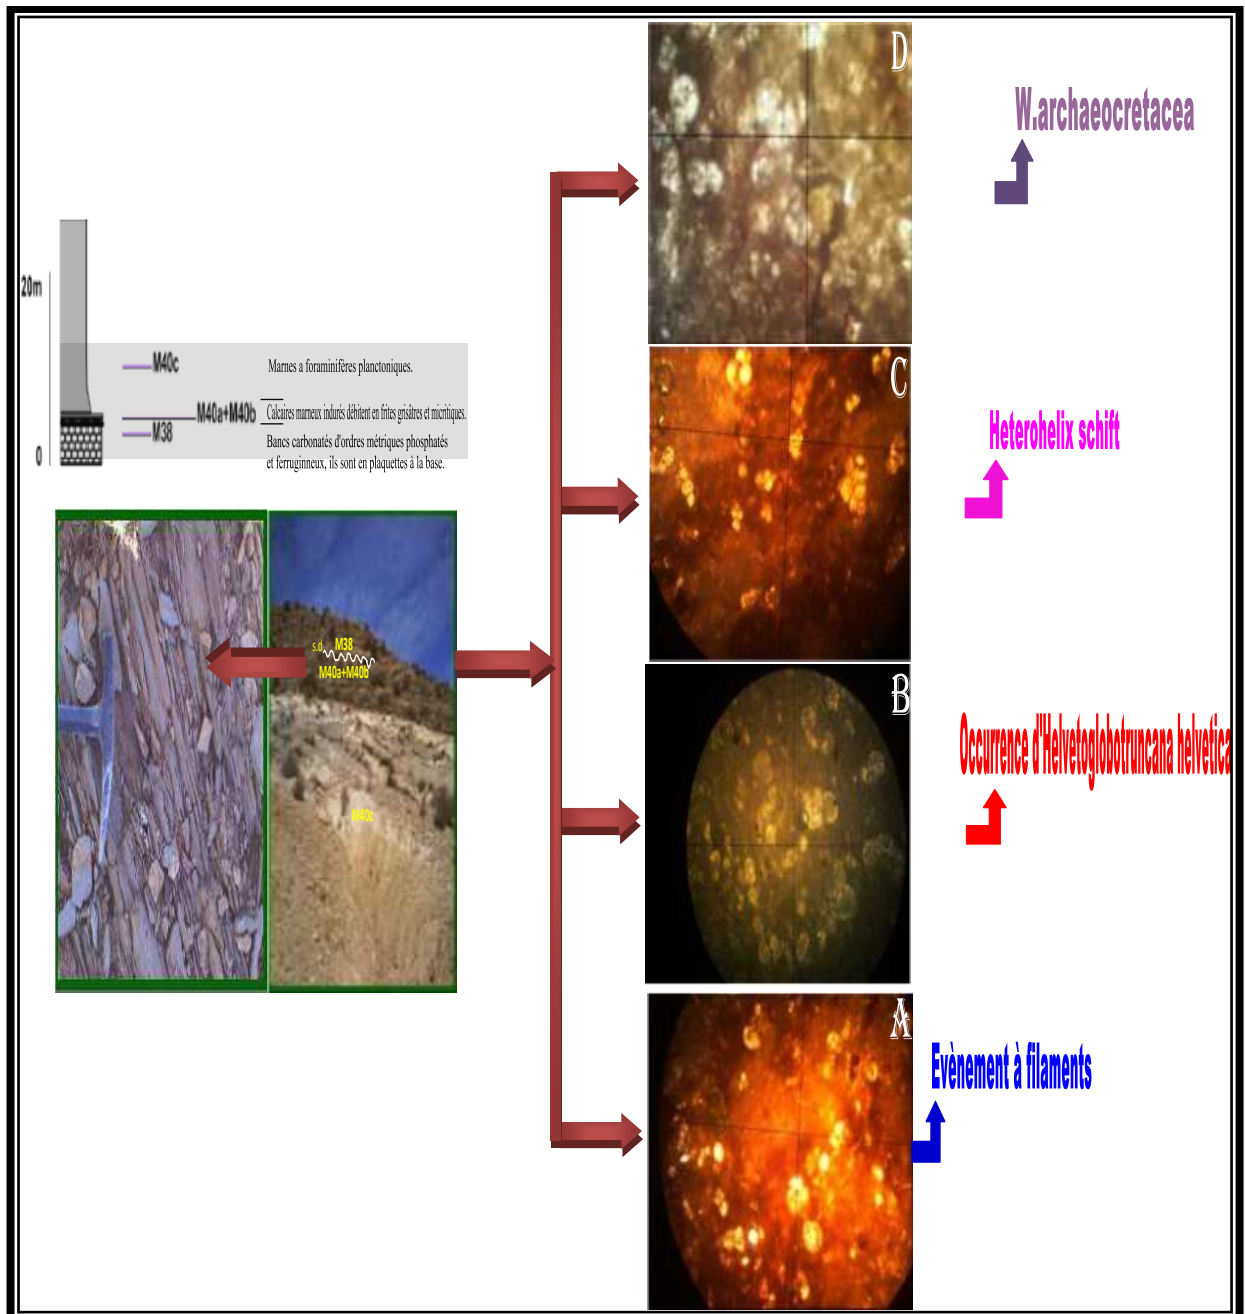 D
W.archaeocretacea
20m
M40c
Marnes a foraminifères planctoniques.
M40a+M40b
Calcaires marneux indurés débitent en frites grisâtres et micritiques.
M38
Bancs carbonatés d'ordres métriques phosphatés
et ferrugineux, ils sont en plaquettes à la base.
0
C
Heterohelix schift
s.d
M38
M40a+M40b
M40c
B
Occurrence d'Helvetoglobotruncana helvetica
A
Evènement à filaments